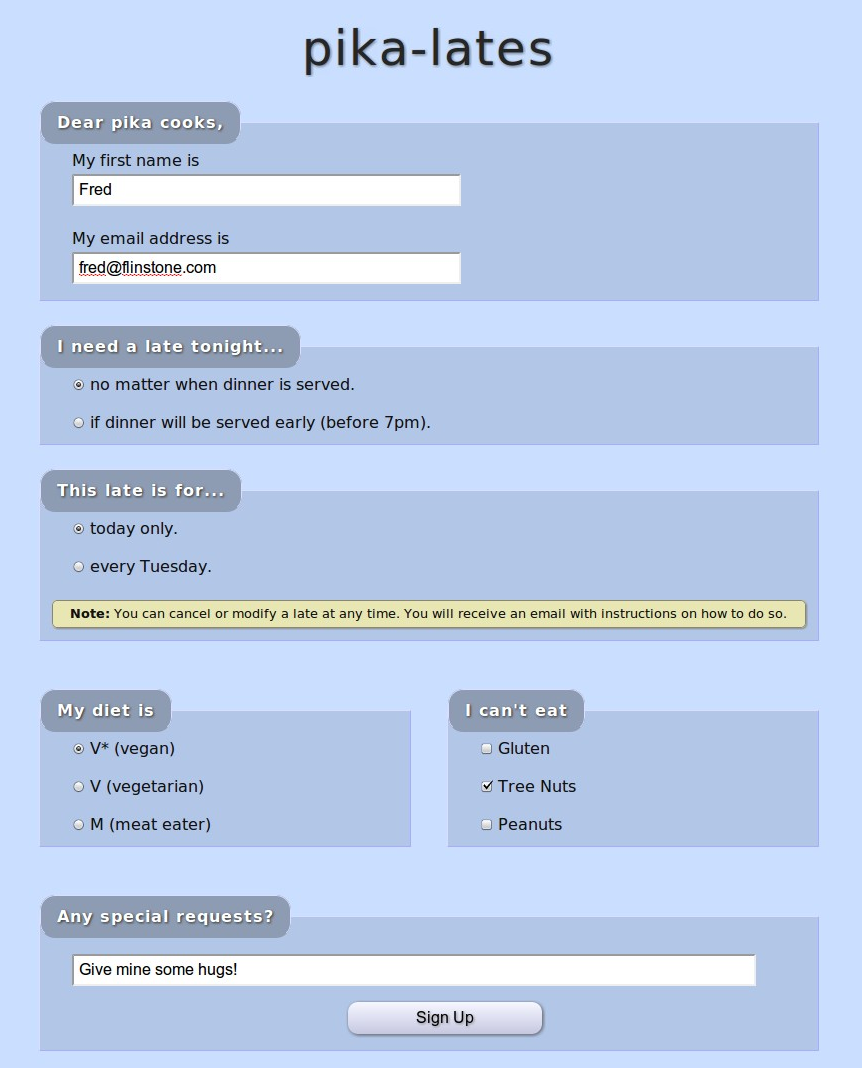 pika-lates
Dear pika cooks,
My first name is
Fred
My email address is
fred@flinstone.com
I need a late tonight...
no matter when dinner is served.
if dinner will be served early (before 7pm).
This late is for...
today only.
every Tuesday.
Note: You can cancel or modify a late at any time. You will receive an email with instructions on how to do so.
My diet is
V* (vegan)
V (vegetarian)
M (meat eater)
I can't eat
Gluten
Tree Nuts
Peanuts
Any special requests?
Give mine some hugs!
Sign Up